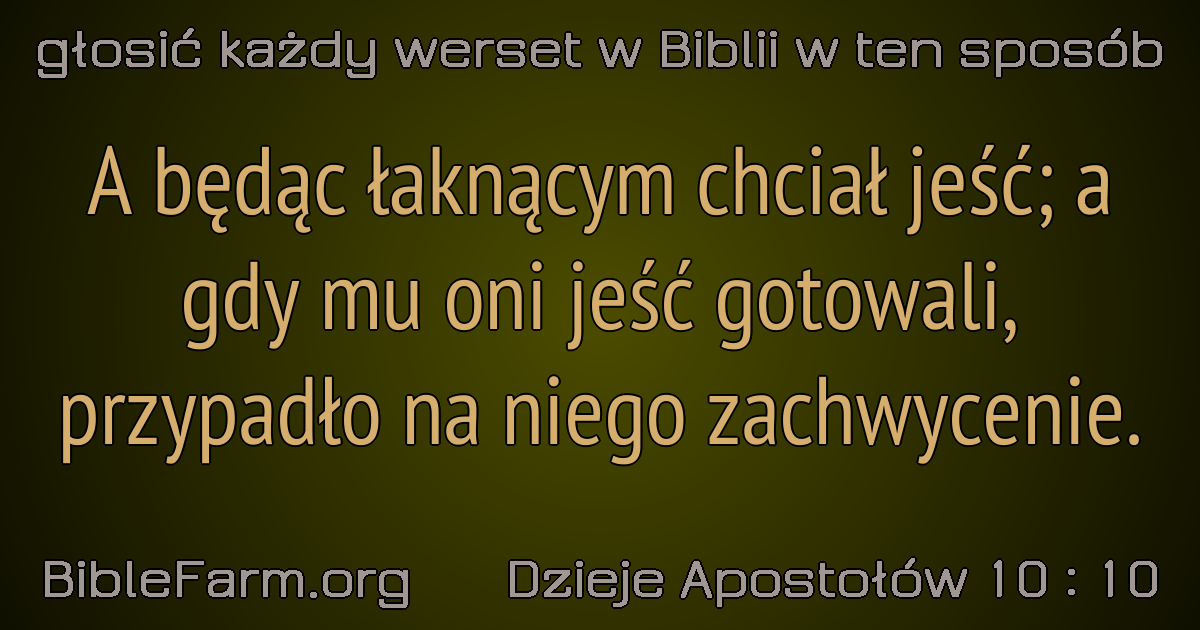 głosić każdy werset w Biblii w ten sposób
A będąc łaknącym chciał jeść; a
gdy mu oni jeść gotowali,
przypadło na niego zachwycenie.
BibleFarm.org Dzieje Apostołów 10 : 10